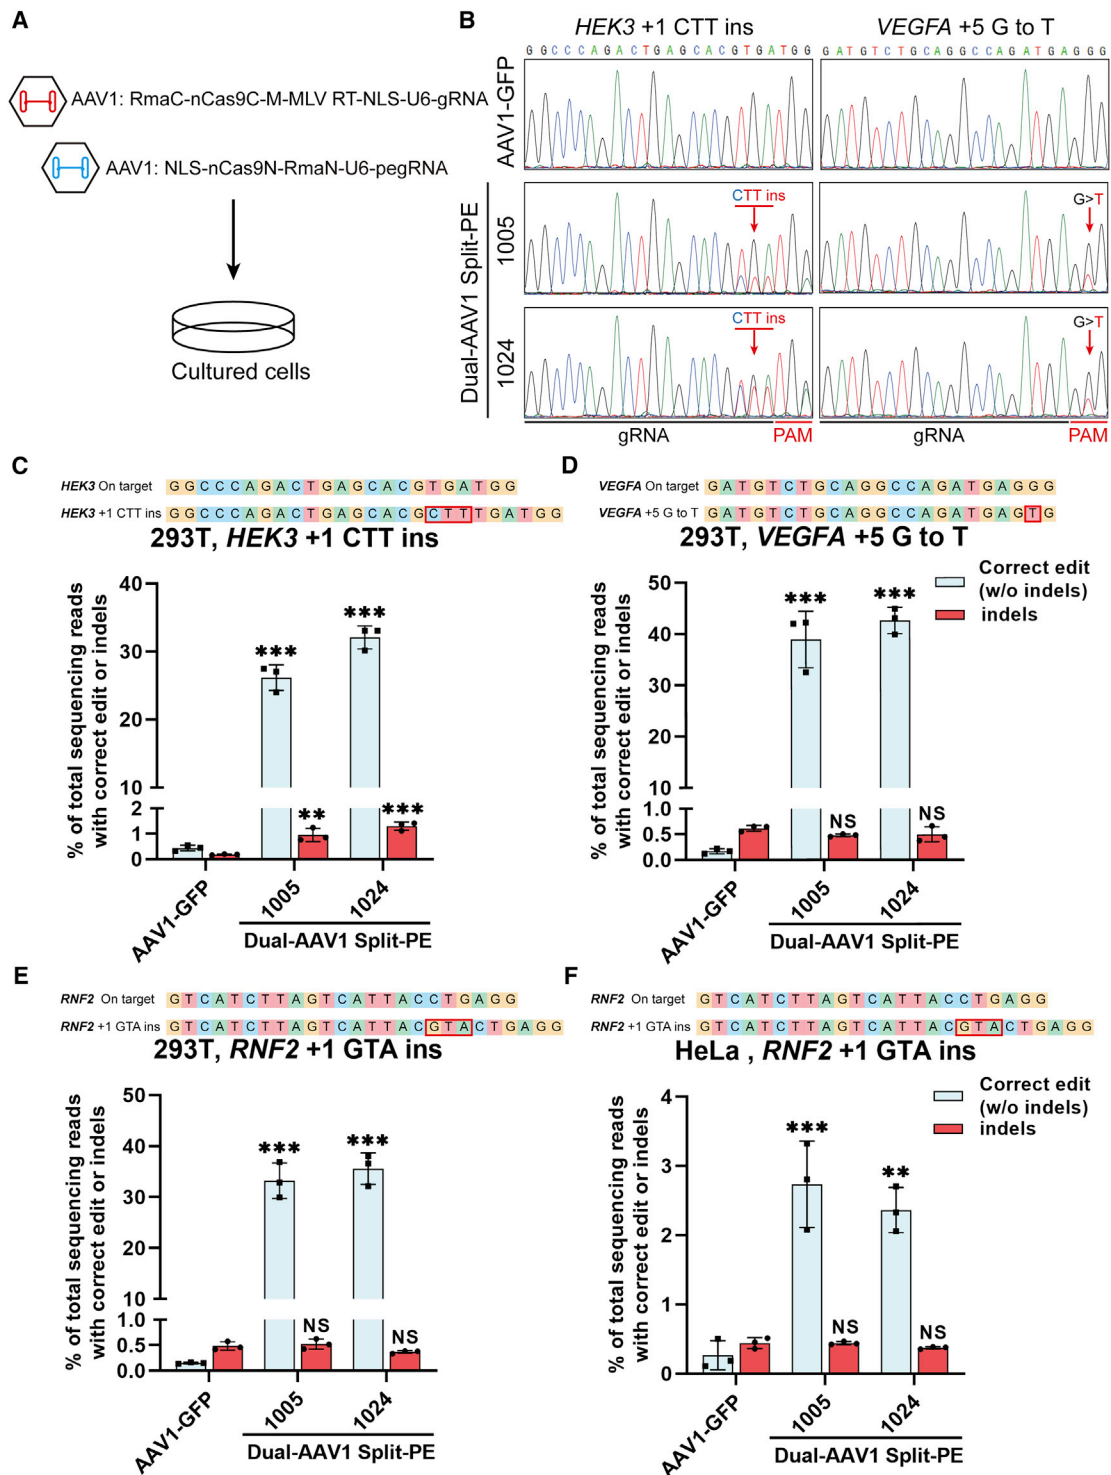 A
AAV1: RmaC-nCas9C-M-MLV RT-NLS-U6-gRNA
AAV1: NLS-nCas9N-RmaN-U6-pegRNA
Cultured cells
B
HEK3 +1 CTT ins
VEGFA +5 G to T
G G C C C A G A C T G A G C A C G T G A T G G
G A T G T C T G C A G G C C A G A T G A G G G
AAV1-GFP
Dual-AAV1 Split-PE
1005
CTT ins
G>T
1024
CTT ins
G>T
gRNA
PAM
gRNA
PAM
C
HEK3 On target
G G C C C A G A C T G A G C A C G T G A T G G
HEK3 +1 CTT ins
G G C C C A G A C T G A G C A C G C T T T G A T G G
293T, HEK3 +1 CTT ins
% of total sequencing reads
with correct edit or indels
40
30
20
10
2
1
0
***
**
***
***
AAV1-GFP
1005
1024
Dual-AAV1 Split-PE
D
VEGFA On target
G A T G T C T G C A G G C C A G A T G A G G G
VEGFA +5 G to T
G A T G T C T G C A G G C C A G A T G A G T G
293T, VEGFA +5 G to T
Correct edit
(w/o indels)
indels
% of total sequencing reads
with correct edit or indels
50
40
30
20
10
1.0
0.5
0.0
***
NS
***
NS
AAV1-GFP
1005
1024
Dual-AAV1 Split-PE
E
RNF2 On target
G T C A T C T T A G T C A T T A C C T G A G G
RNF2 +1 GTA ins
G T C A T C T T A G T C A T T A C G T A C T G A G G
293T, RNF2 +1 GTA ins
% of total sequencing reads
with correct edit or indels
50
40
30
20
10
1.0
0.5
0.0
***
NS
***
NS
AAV1-GFP
1005
1024
Dual-AAV1 Split-PE
F
RNF2 On target
G T C A T C T T A G T C A T T A C C T G A G G
RNF2 +1 GTA ins
G T C A T C T T A G T C A T T A C G T A C T G A G G
HeLa , RNF2 +1 GTA ins
Correct edit
(w/o indels)
indels
% of total sequencing reads
with correct edit or indels
4
3
2
1
0
***
NS
**
NS
AAV1-GFP
1005
1024
Dual-AAV1 Split-PE